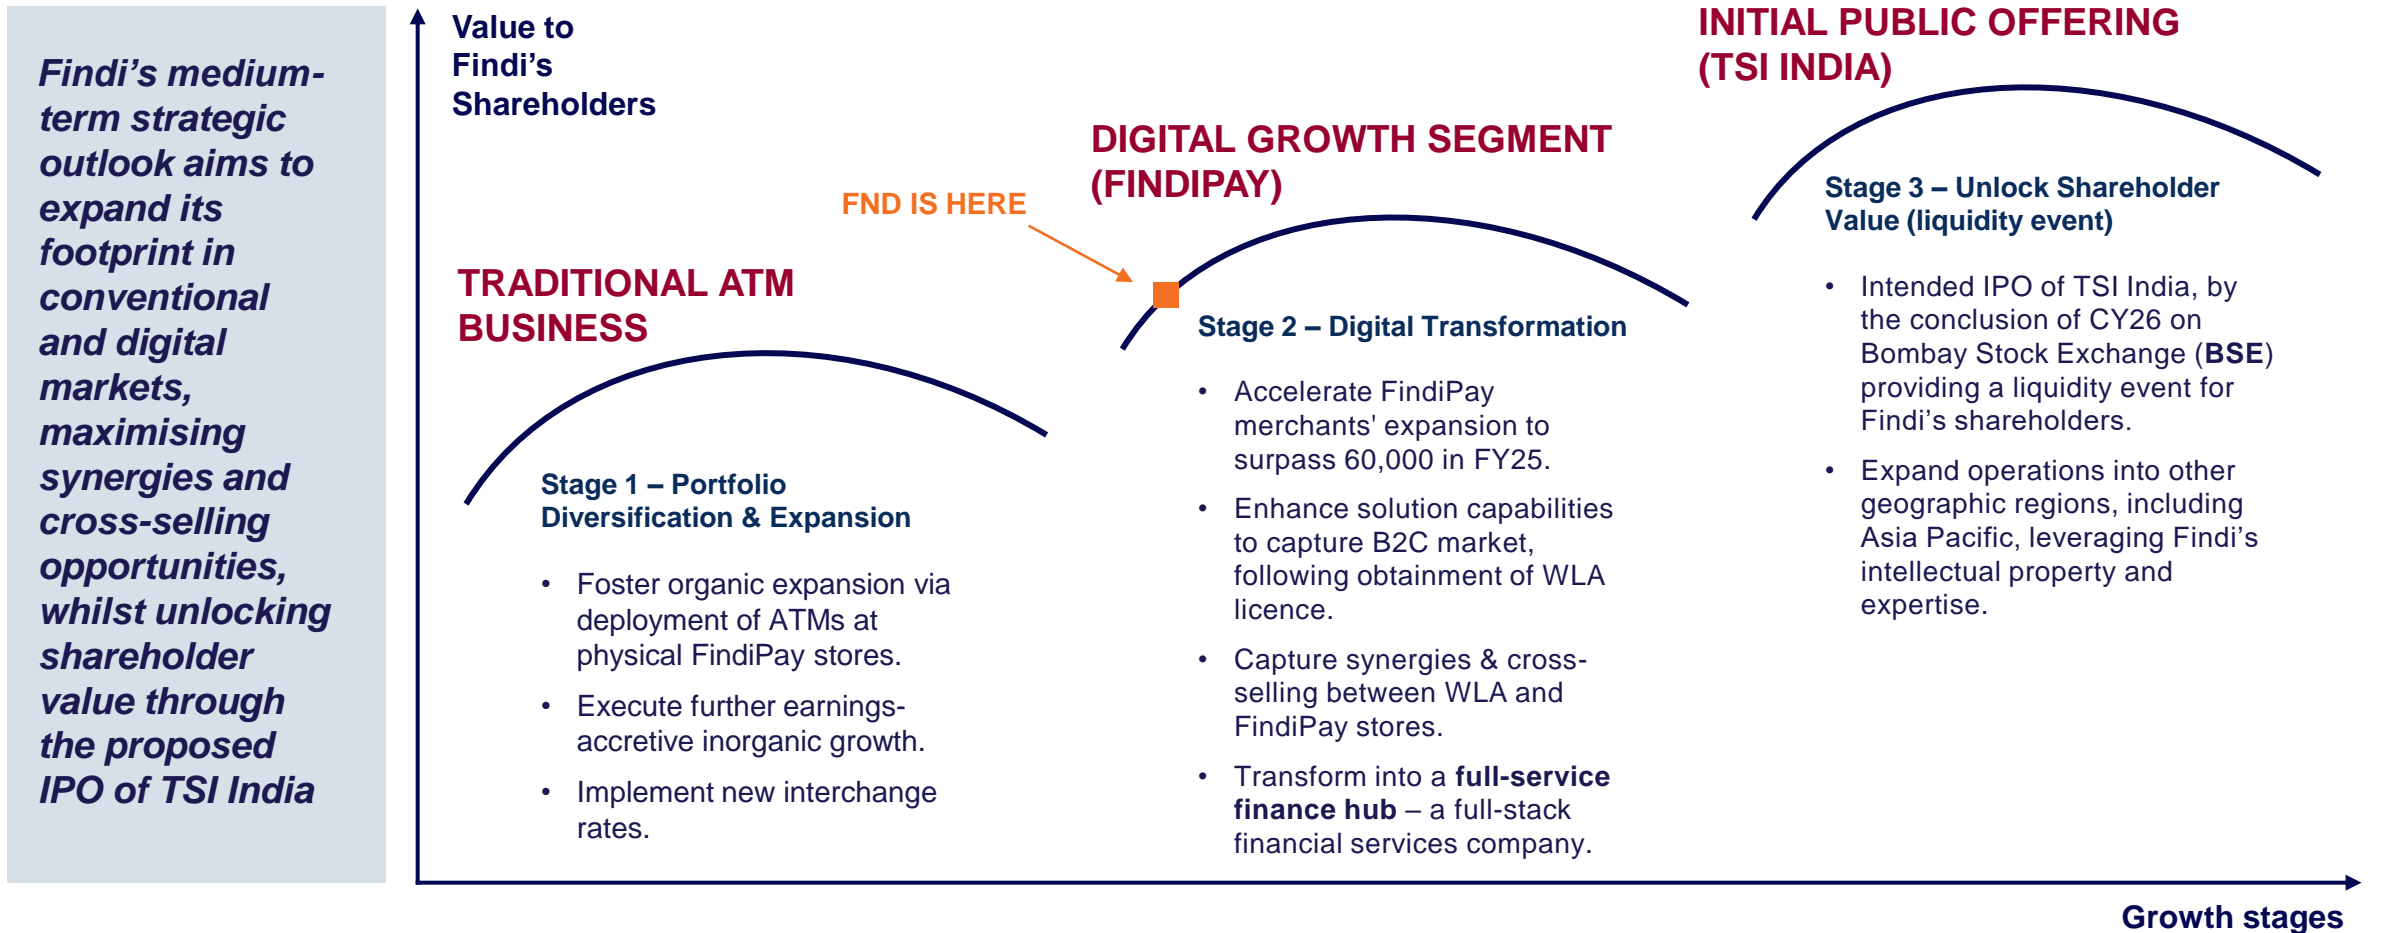 Findi’s medium-
term strategic
outlook aims to
expand its
footprint in
conventional
and digital
markets,
maximising
synergies and
cross-selling
opportunities,
whilst unlocking
shareholder
value through
the proposed
IPO of TSI India
Value to
Findi’s
Shareholders
TRADITIONAL ATM
BUSINESS
Stage 1 – Portfolio
Diversification & Expansion
• Foster organic expansion via
deployment of ATMs at
physical FindiPay stores.
• Execute further earnings-
accretive inorganic growth.
• Implement new interchange
rates.
FND IS HERE
DIGITAL GROWTH SEGMENT
(FINDIPAY)
Stage 2 – Digital Transformation
• Accelerate FindiPay
merchants' expansion to
surpass 60,000 in FY25.
• Enhance solution capabilities
to capture B2C market,
following obtainment of WLA
licence.
• Capture synergies & cross-
selling between WLA and
FindiPay stores.
• Transform into a full-service
finance hub – a full-stack
financial services company.
INITIAL PUBLIC OFFERING
(TSI INDIA)
Stage 3 – Unlock Shareholder
Value (liquidity event)
• Intended IPO of TSI India, by
the conclusion of CY26 on
Bombay Stock Exchange (BSE)
providing a liquidity event for
Findi’s shareholders.
• Expand operations into other
geographic regions, including
Asia Pacific, leveraging Findi’s
intellectual property and
expertise.
Growth stages